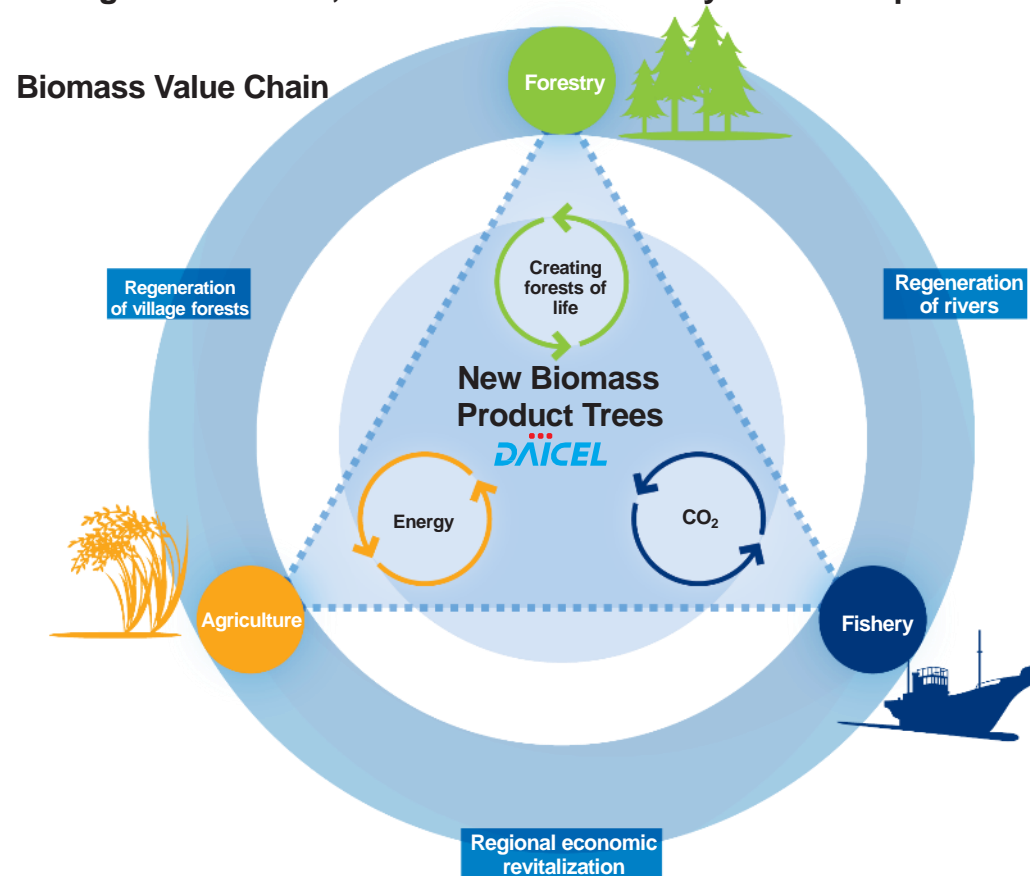 Biomass Value Chain
Forestry
Creating
forests of
life
Regeneration
of village forests
Regeneration
of rivers
New Biomass
Product Trees
DAICEL
Energy
CO₂
Agriculture
Fishery
Regional economic
revitalization